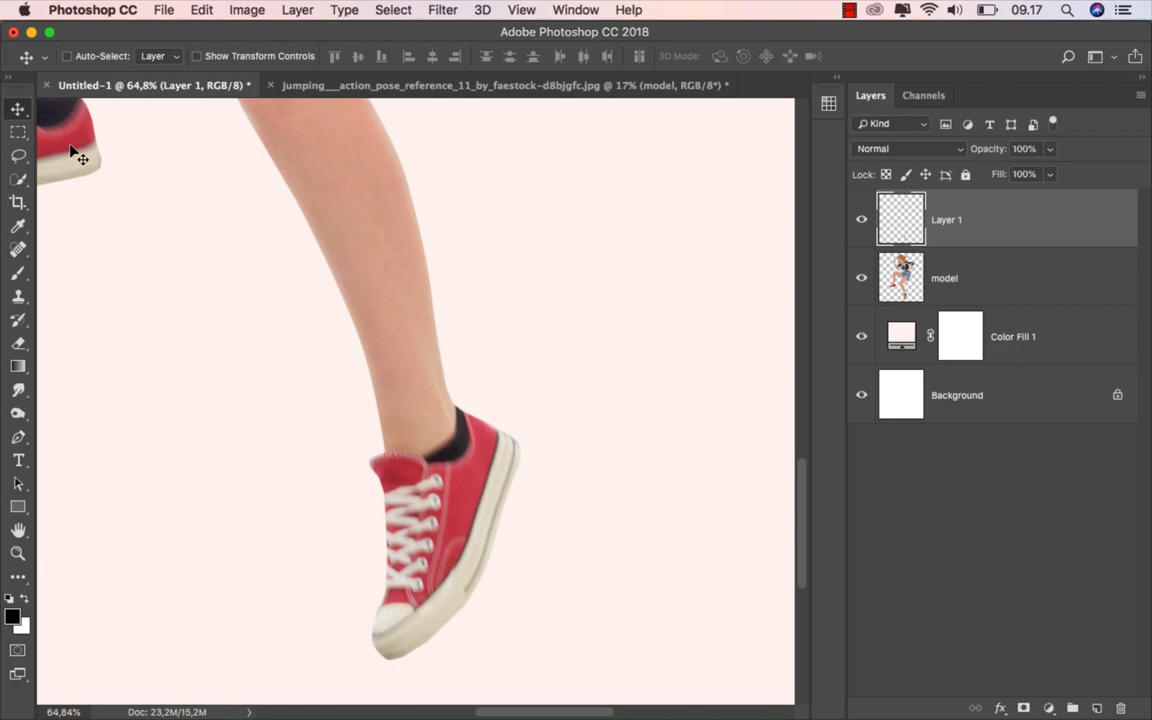 Photoshop CC File Edit Image Layer Type Select Filter 3D View Window Help 09.17
Adobe Photoshop CC 2018
Auto-Select: Layer Show Transform Controls 3D Mode:
Untitled-1 @ 64,8% (Layer 1, RGB/8) * jumping___action_pose_reference_11_by_faestock-d8bjgfc.jpg @ 17% (model, RGB/8*) *
Layers Channels
Kind
Normal Opacity: 100%
Lock: Fill: 100%
Layer 1
model
Color Fill 1
Background
64,84% Doc: 23,2M/15,2M